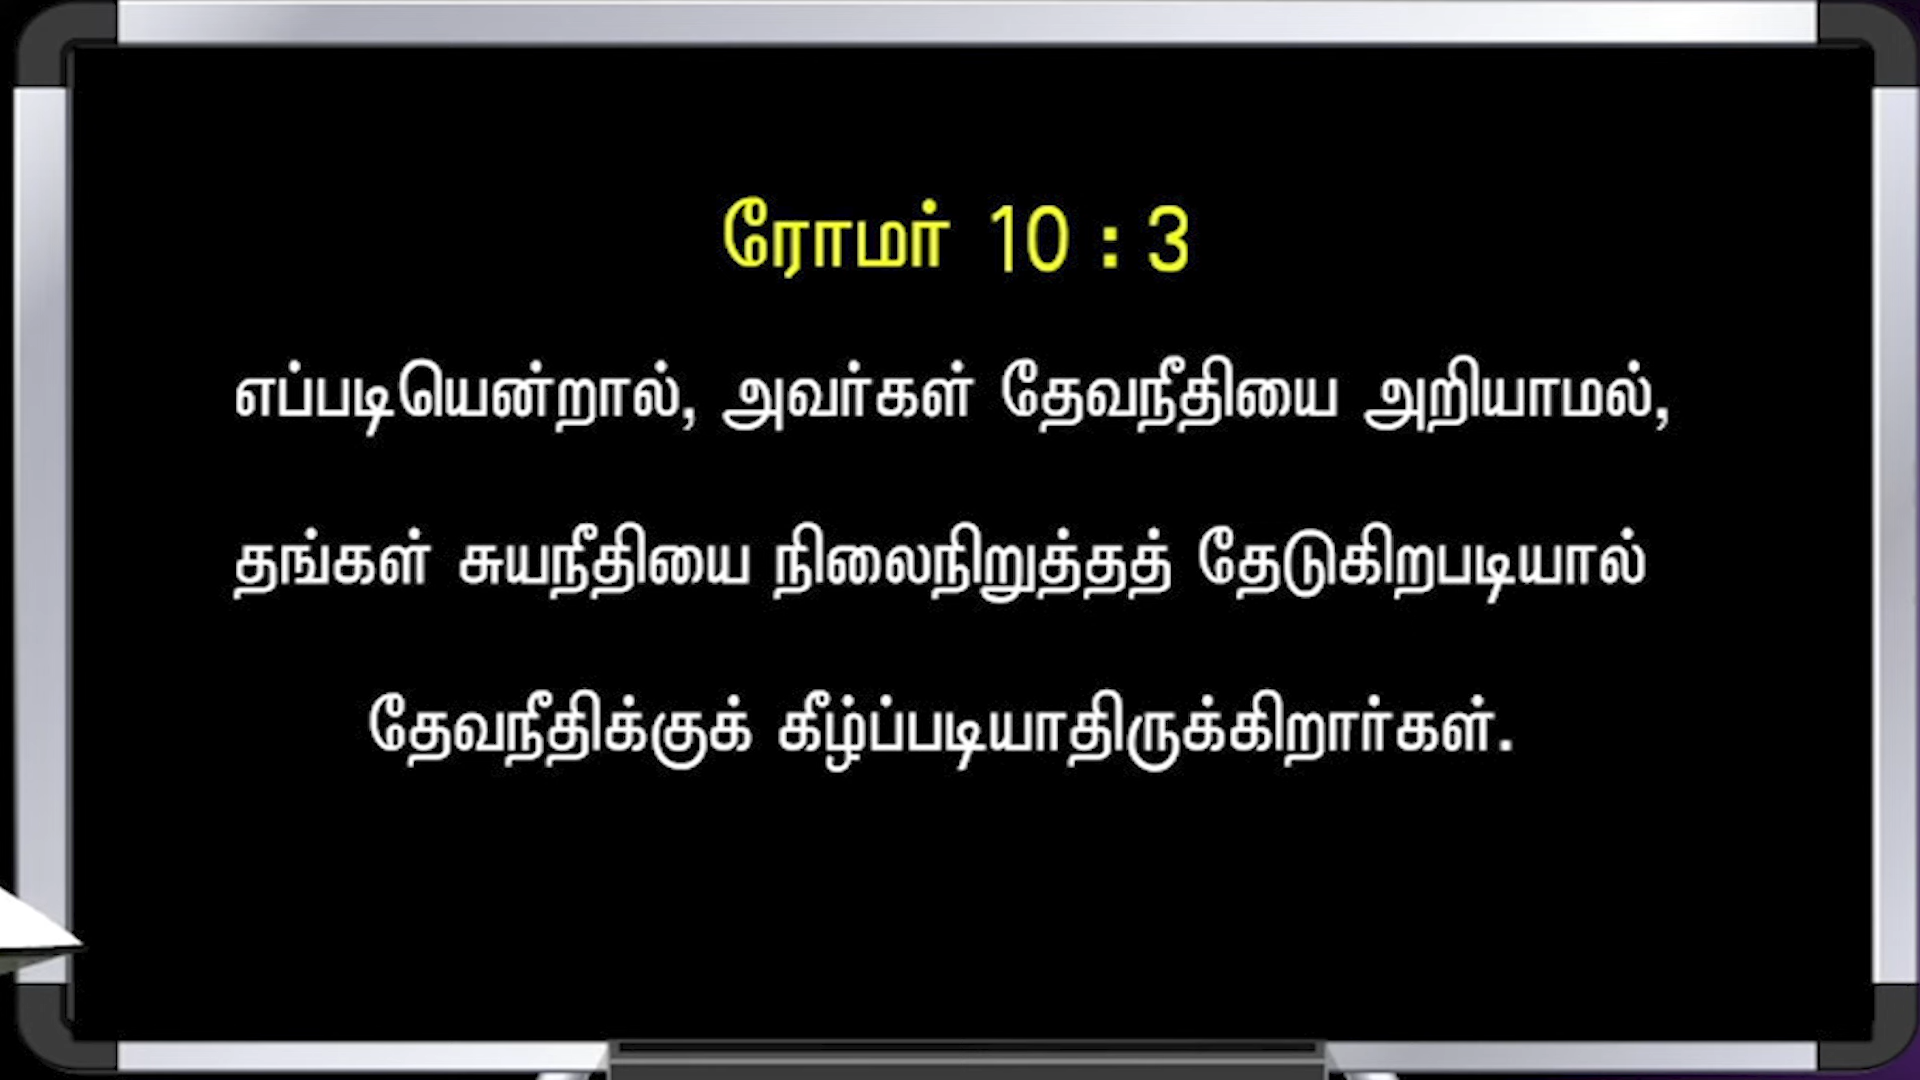 ரோமர் 10 : 3
எப்படியென்றால், அவர்கள் தேவநீதியை அறியாமல்,
தங்கள் சுயநீதியை நிலைநிறுத்தத் தேடுகிறபடியால்
தேவநீதிக்குக் கீழ்ப்படியாதிருக்கிறார்கள்.